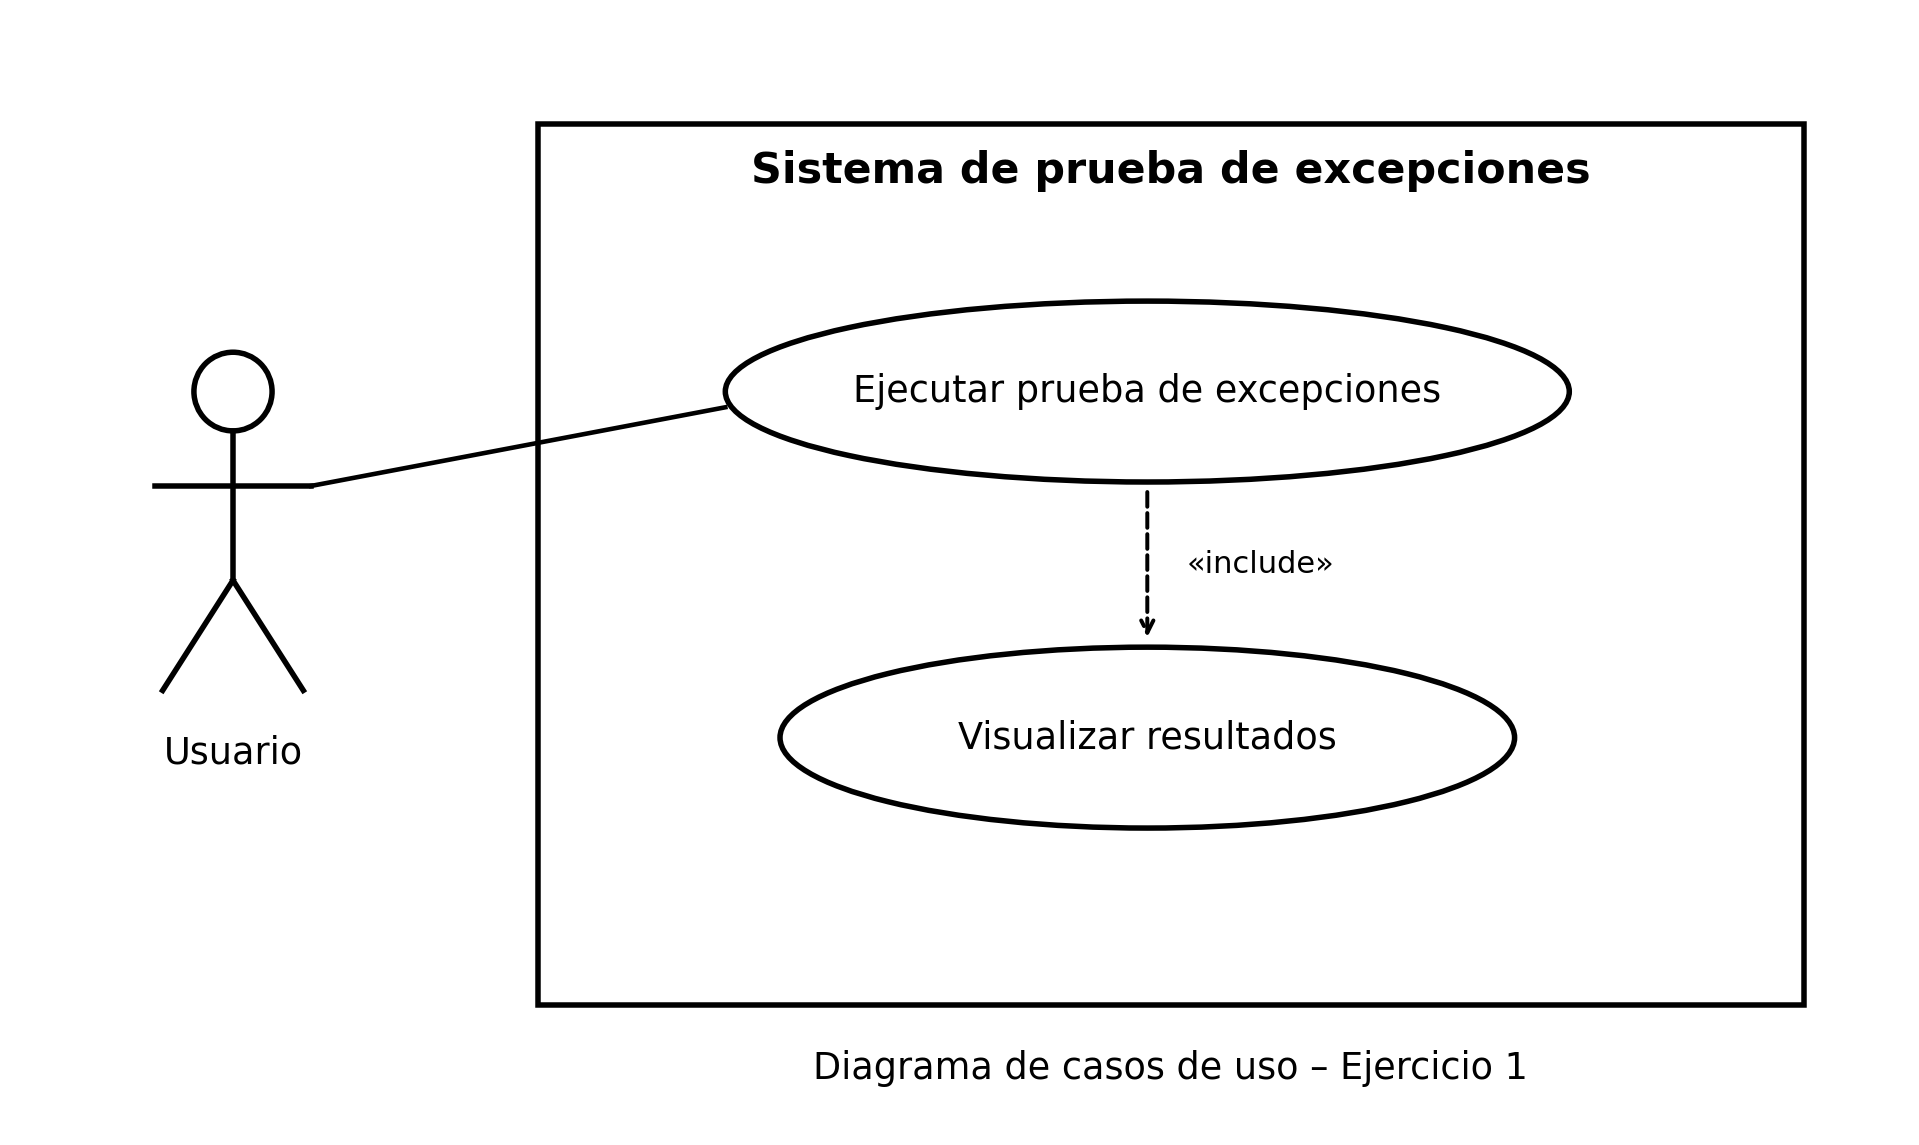 Sistema de prueba de excepciones
Ejecutar prueba de excepciones
«include»
Visualizar resultados
Usuario
Diagrama de casos de uso – Ejercicio 1